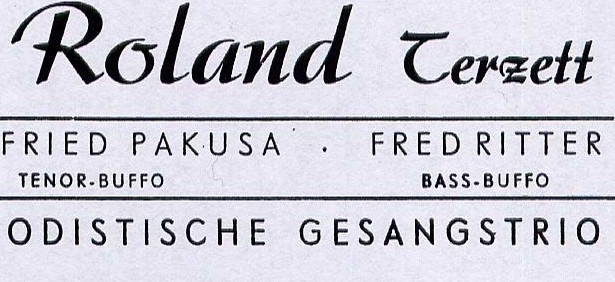 Roland Terzett
FRIED PAKUSA . FRED RITTER
TENOR-BUFFO BASS-BUFFO
ODISTISCHE GESANGSTRIO